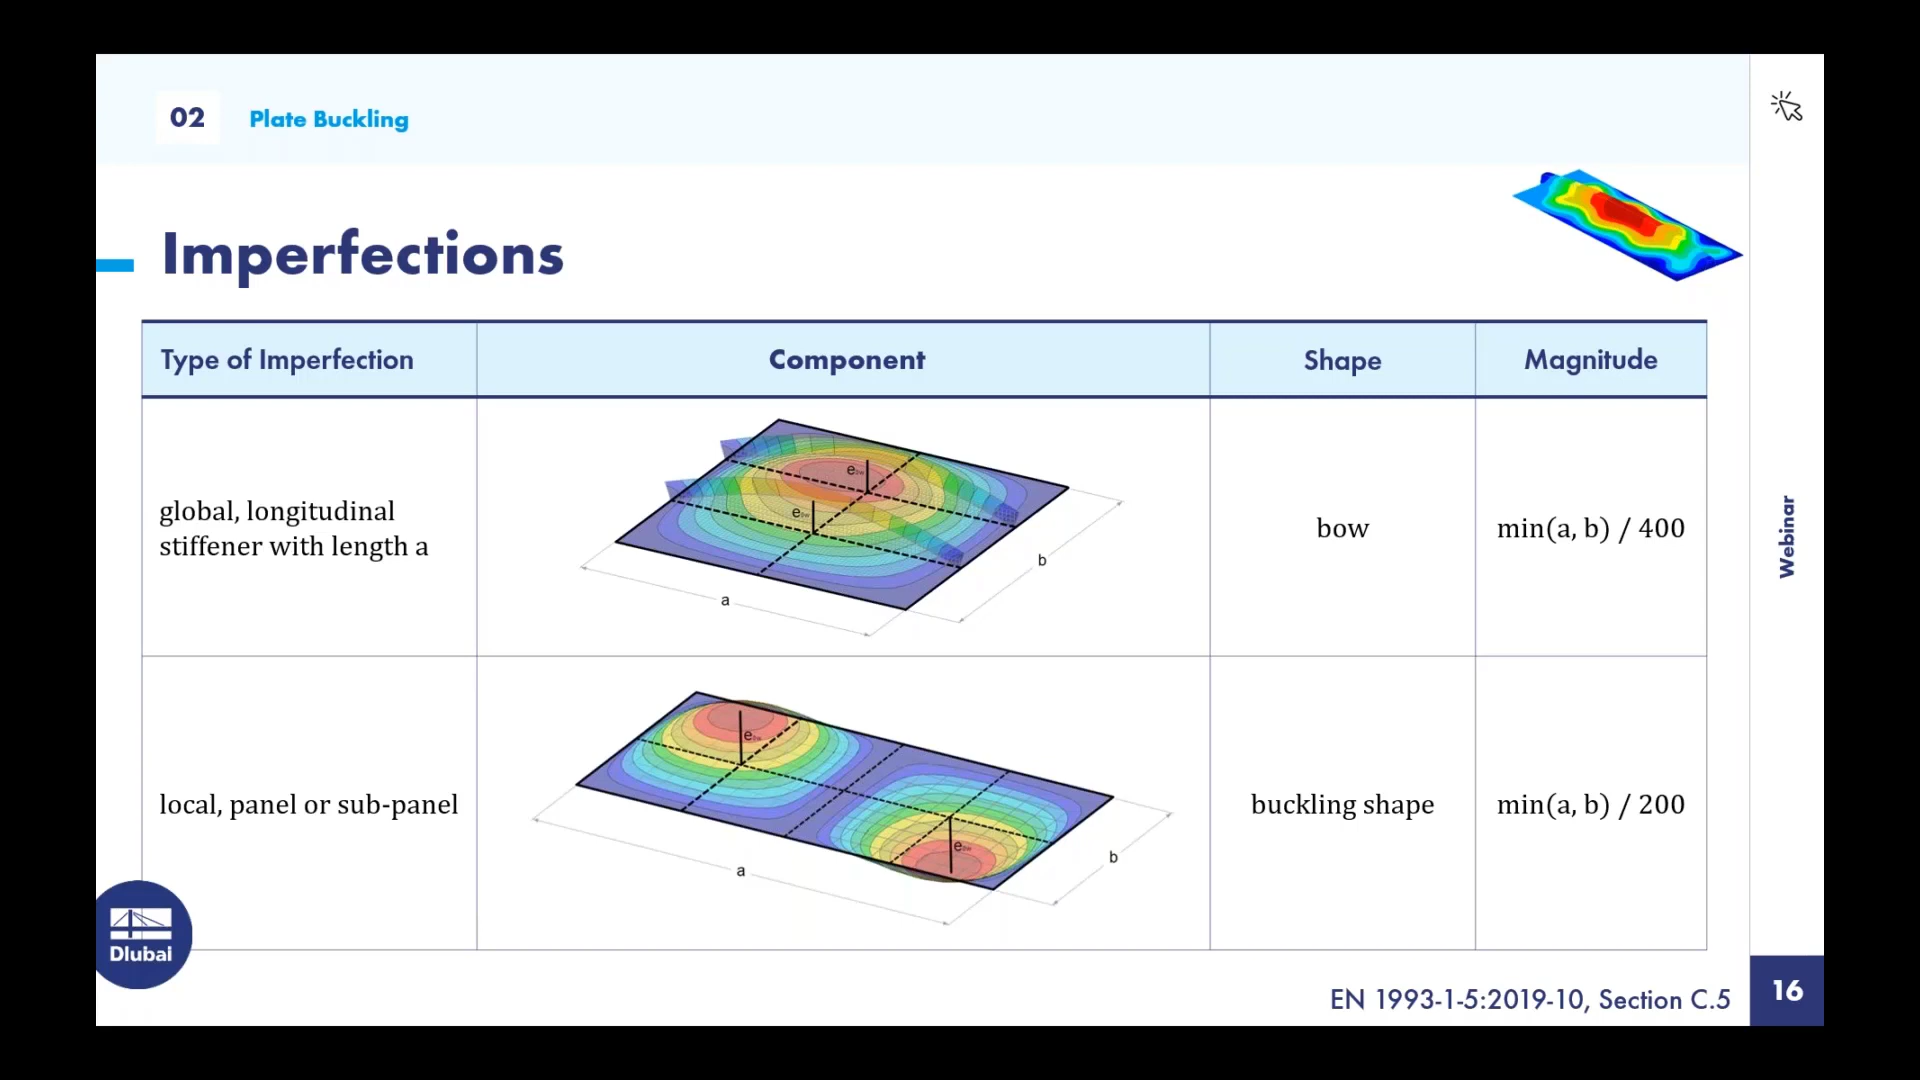 02 Plate Buckling
Imperfections
Type of Imperfection Component Shape Magnitude
global, longitudinal
stiffener with length a
bow
min(a, b) / 400
a
b
local, panel or sub-panel
buckling shape
min(a, b) / 200
a
b
Webinar
Dlubal
EN 1993-1-5:2019-10, Section C.5
16